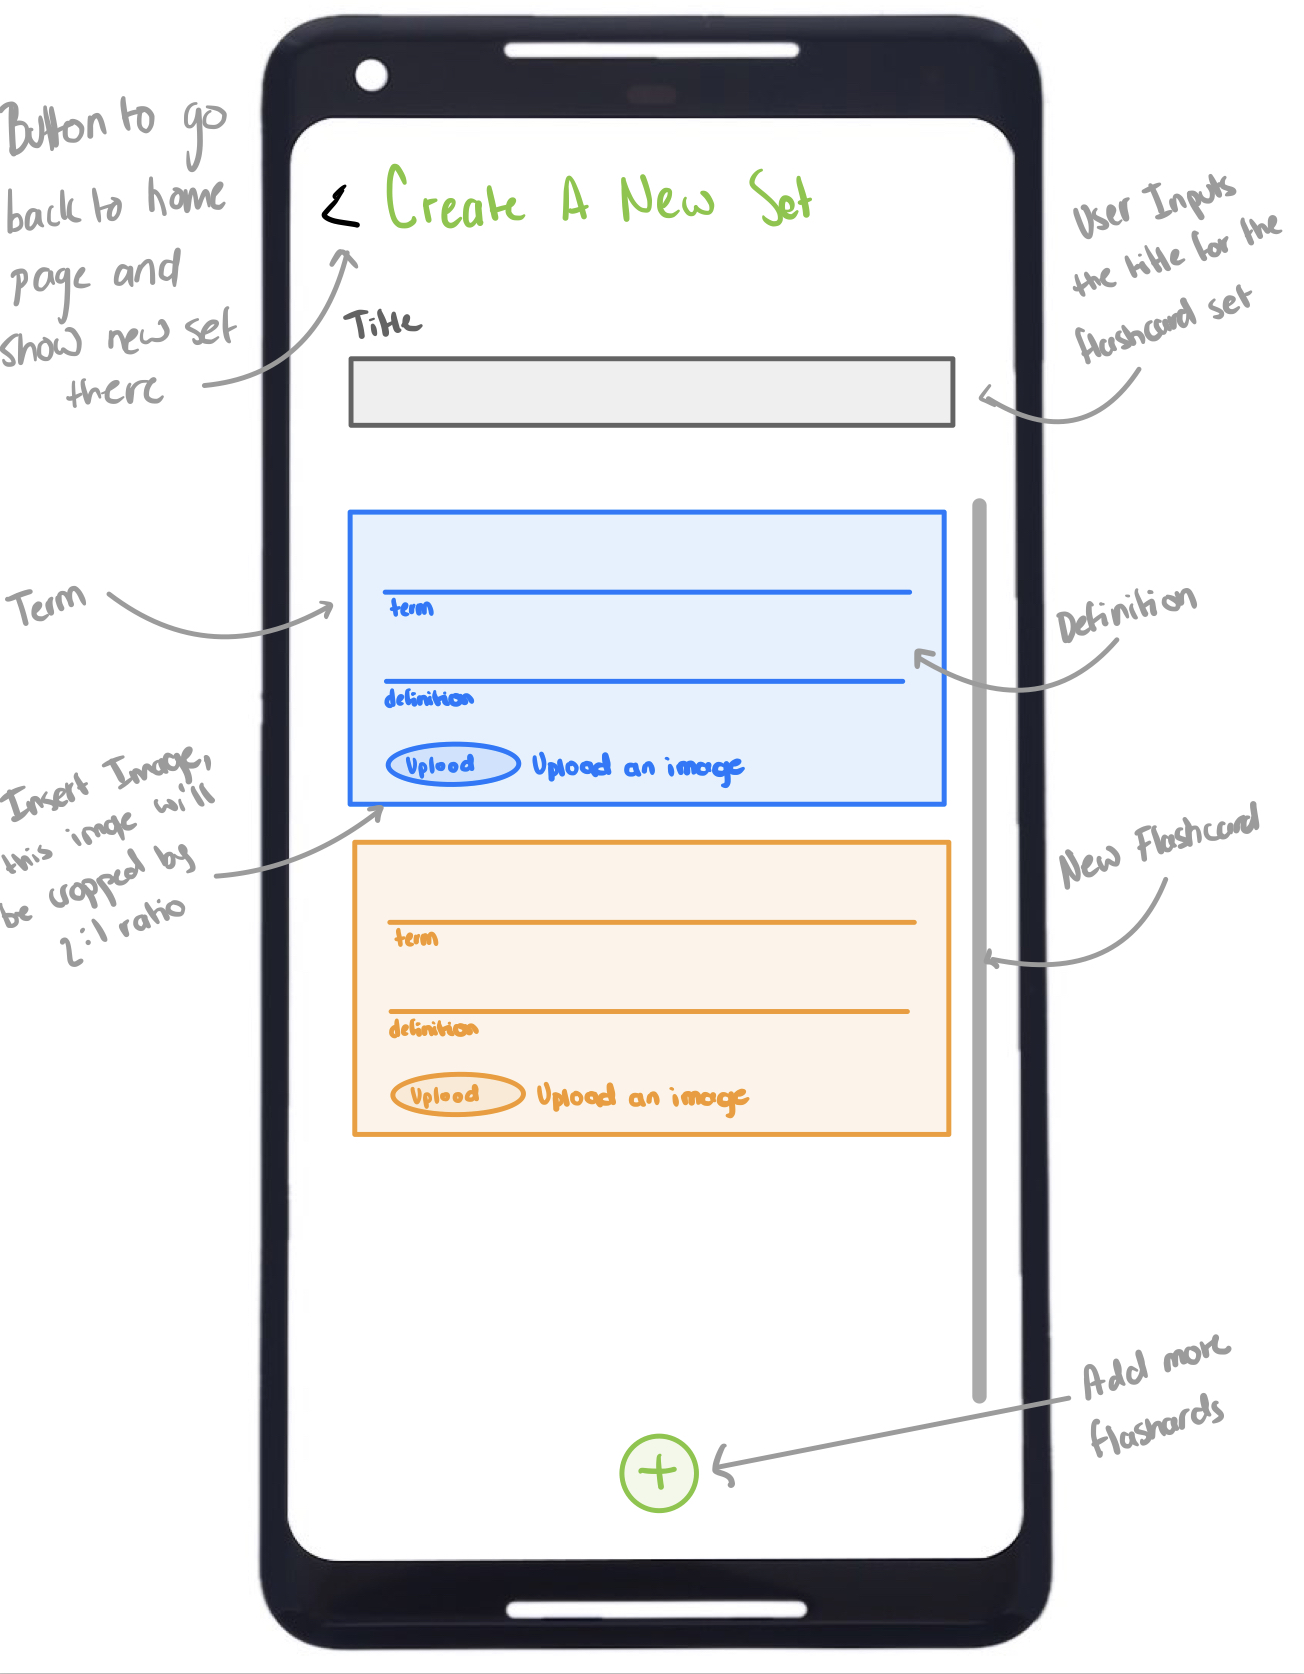 Button to go
back to home
page and
show new set
there
< Create A New Set
User Inputs
the title for the
flashcard set
Title
Term
term
Definition
definition
Upload Upload an image
Insert Image,
this image will
be cropped by
2:1 ratio
New Flashcard
term
definition
Upload Upload an image
Add more
flashards
+